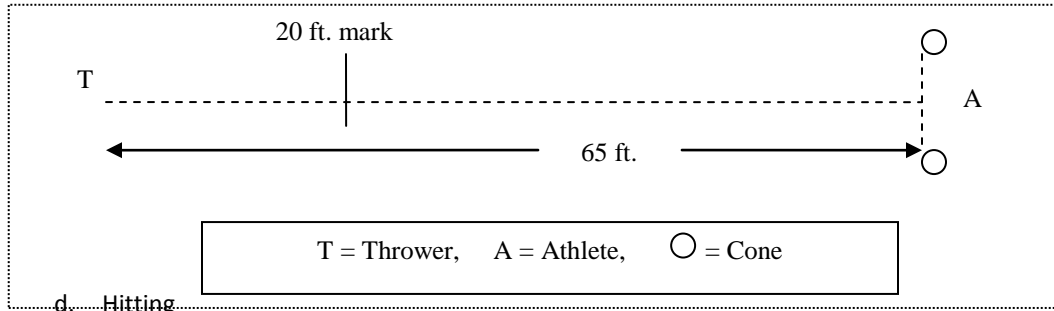 20 ft. mark
T
A
65 ft.
T = Thrower, A = Athlete, = Cone
d. Hitting